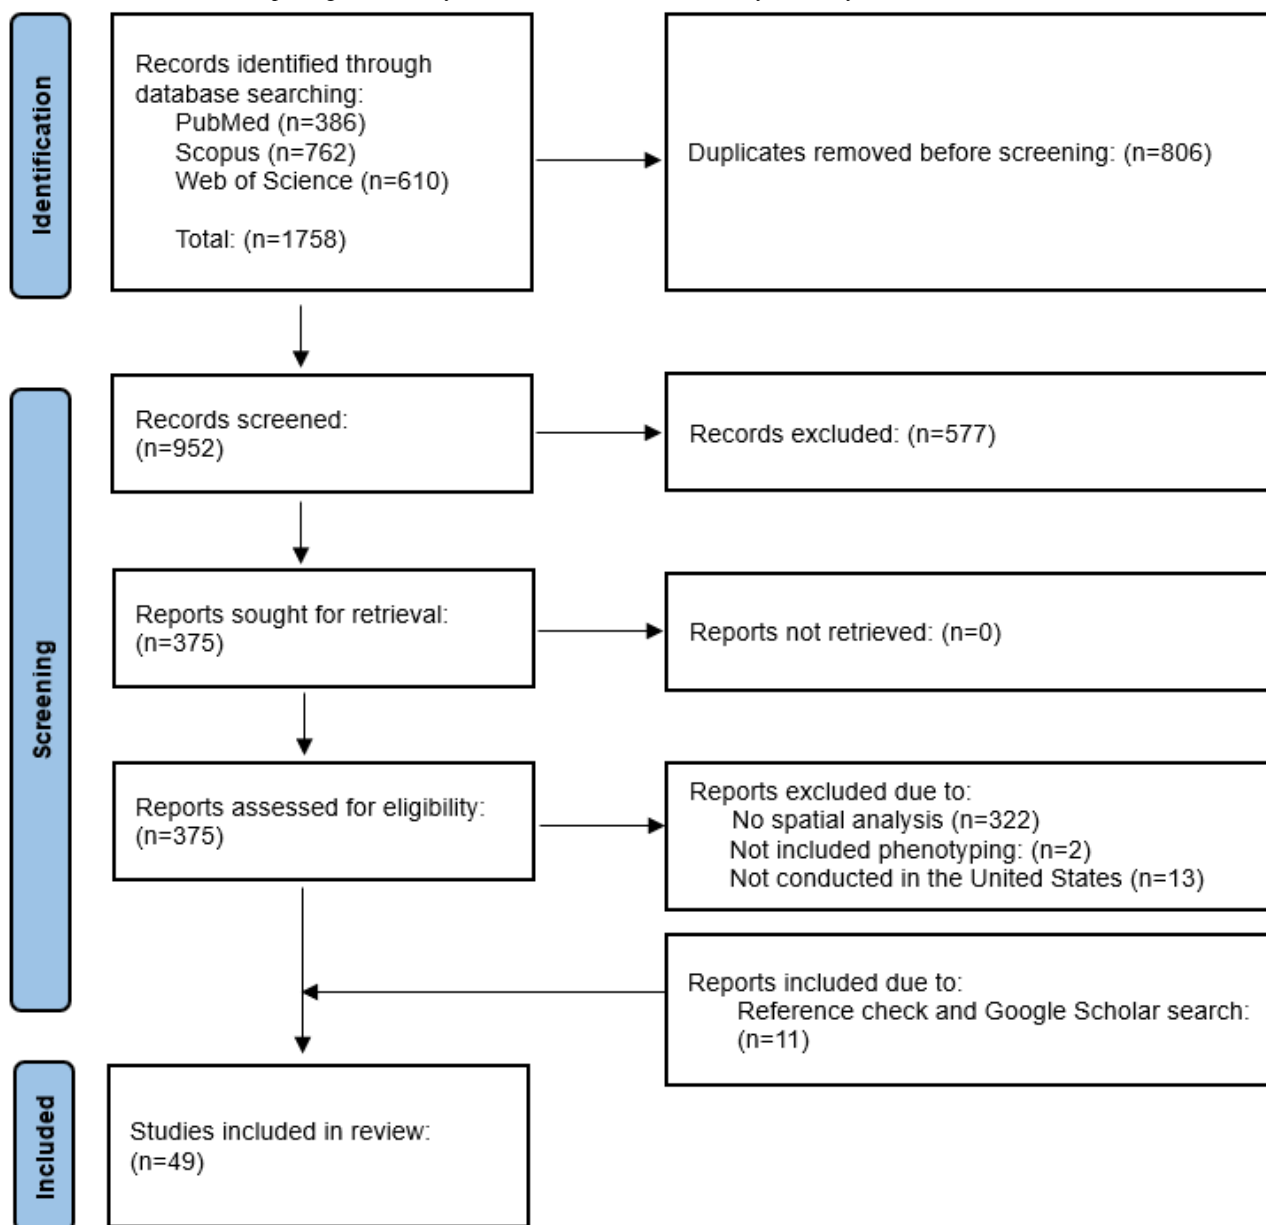 Identification
Records identified through
database searching:
PubMed (n=386)
Scopus (n=762)
Web of Science (n=610)
Total: (n=1758)
Duplicates removed before screening: (n=806)
Screening
Records screened:
(n=952)
Records excluded: (n=577)
Reports sought for retrieval:
(n=375)
Reports not retrieved: (n=0)
Reports assessed for eligibility:
(n=375)
Reports excluded due to:
No spatial analysis (n=322)
Not included phenotyping: (n=2)
Not conducted in the United States (n=13)
Reports included due to:
Reference check and Google Scholar search:
(n=11)
Included
Studies included in review:
(n=49)